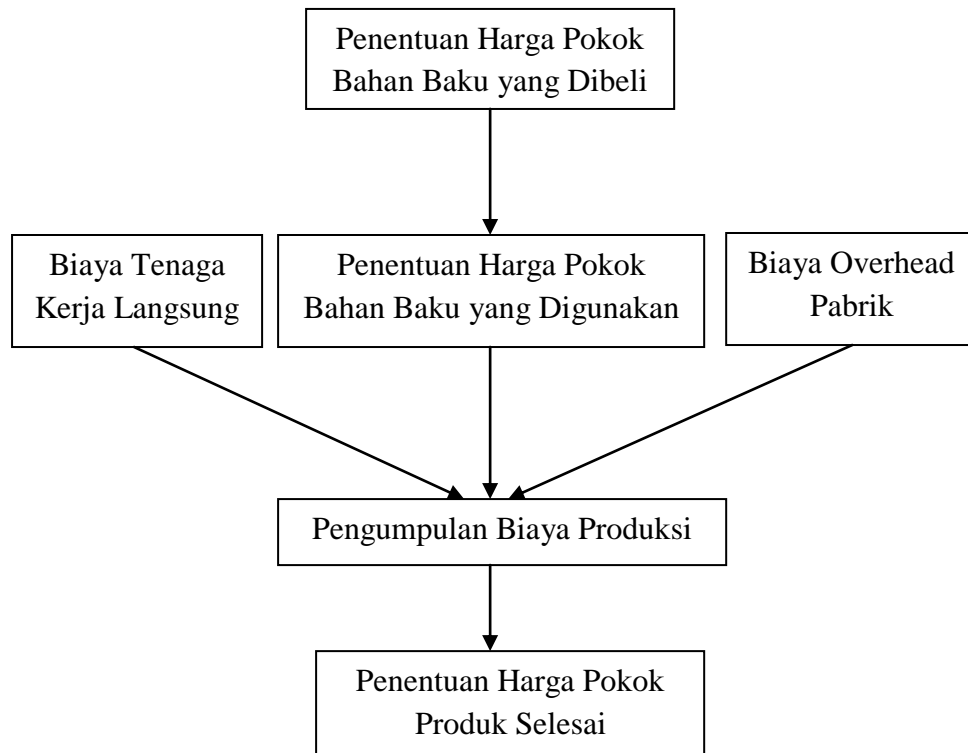 Penentuan Harga Pokok
Bahan Baku yang Dibeli
Biaya Tenaga
Kerja Langsung
Penentuan Harga Pokok
Bahan Baku yang Digunakan
Biaya Overhead
Pabrik
Pengumpulan Biaya Produksi
Penentuan Harga Pokok
Produk Selesai